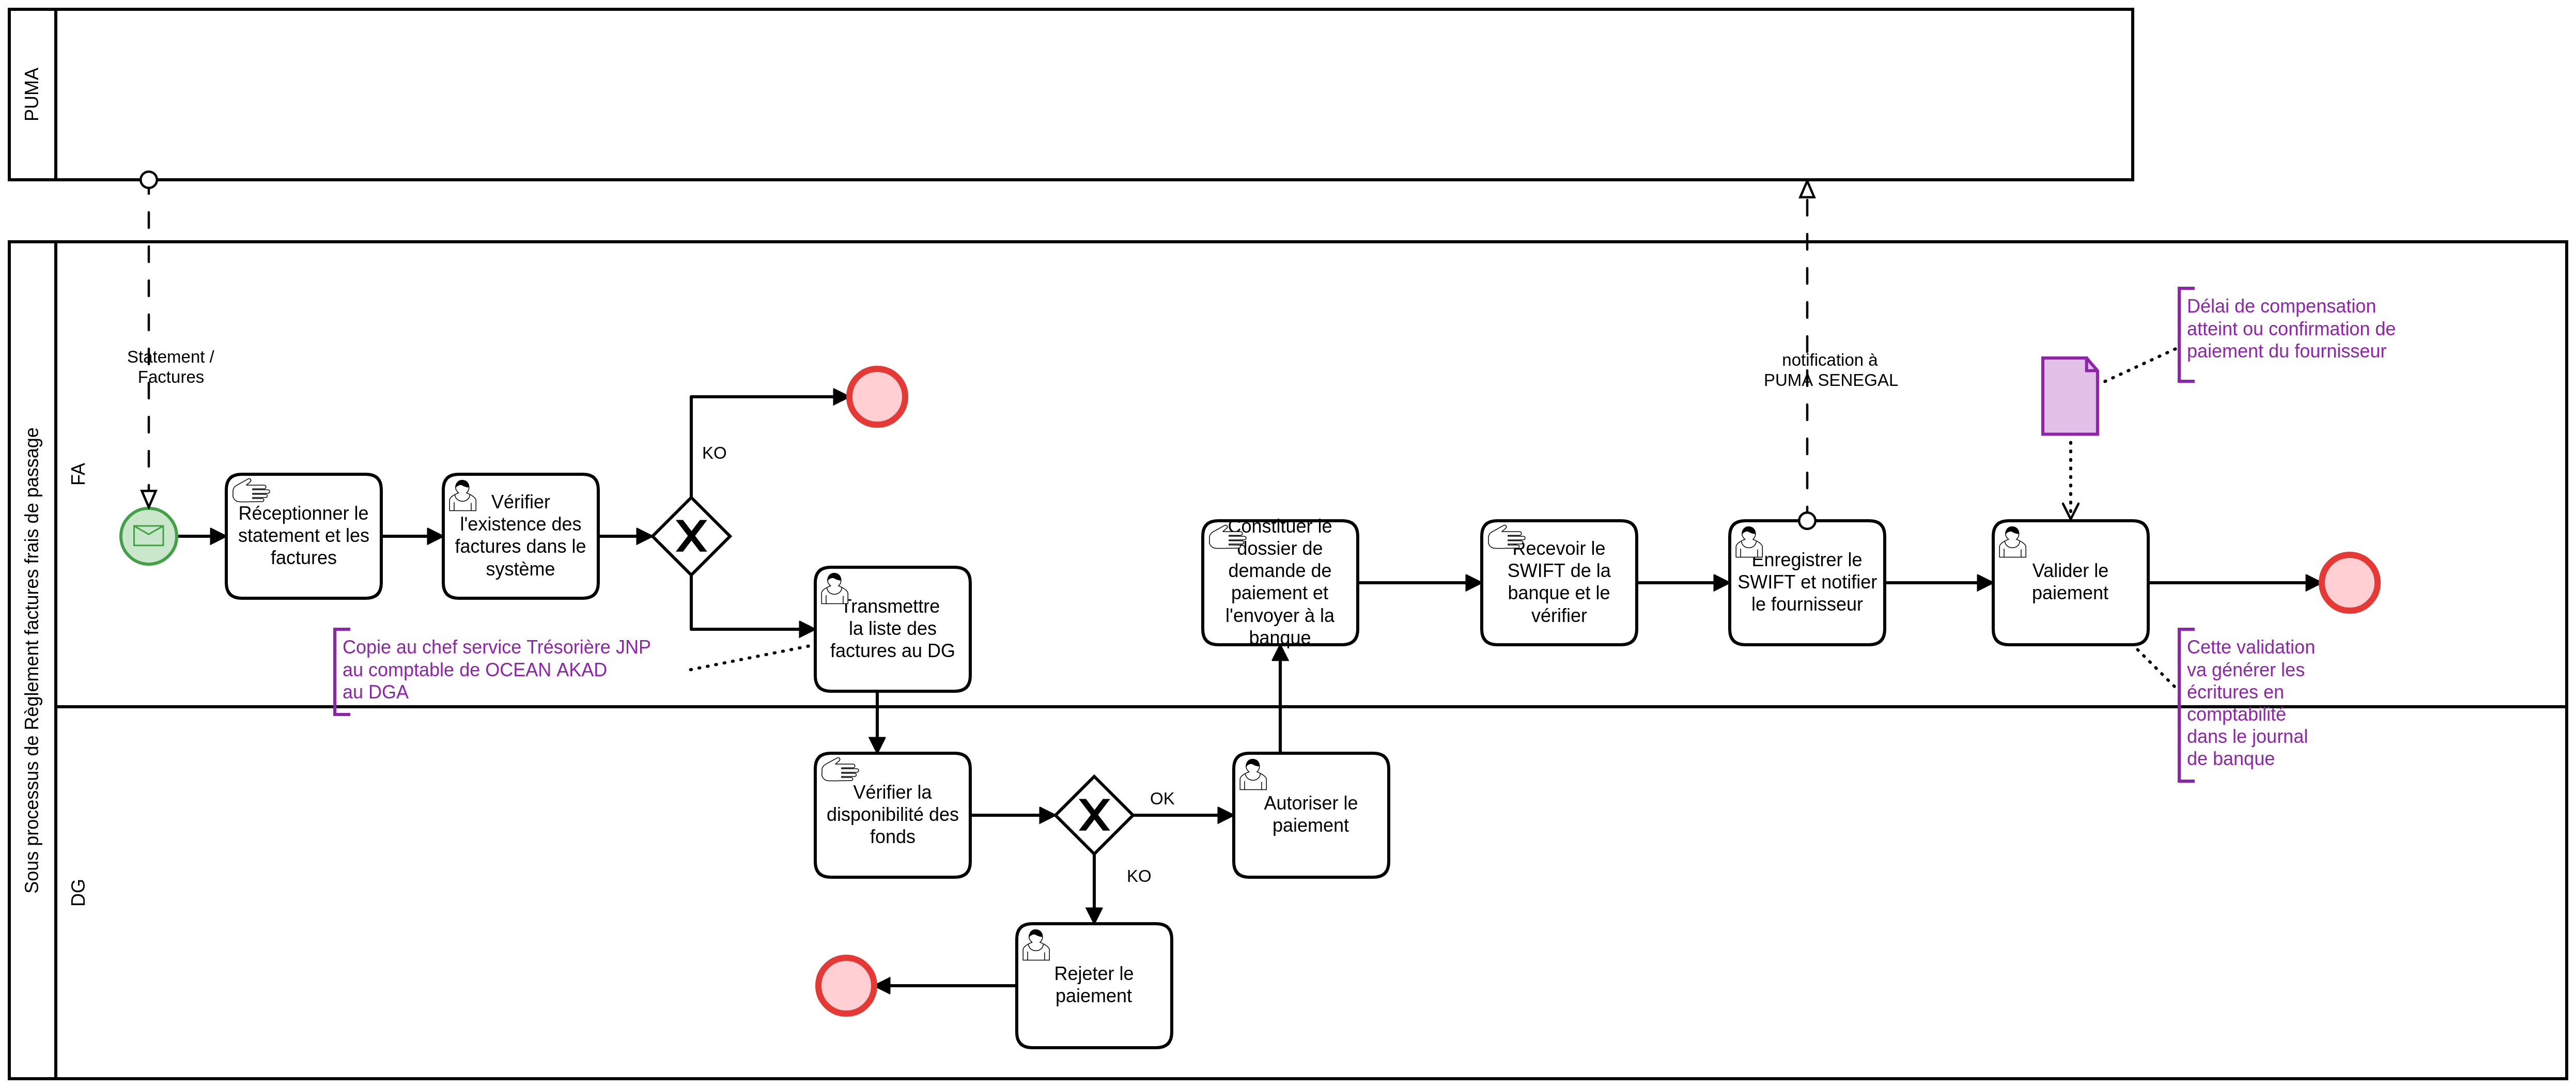 PUMA
Sous processus de Règlement factures frais de passage
FA
DG
Statement /
Factures
Réceptionner le
statement et les
factures
Vérifier
l'existence des
factures dans le
système
KO
Transmettre
la liste des
factures au DG
Copie au chef service Trésorière JNP
au comptable de OCEAN AKAD
au DGA
Vérifier la
disponibilité des
fonds
OK
KO
Autoriser le
paiement
Rejeter le
paiement
Constituer le
dossier de
demande de
paiement et
l'envoyer à la
banque
Recevoir le
SWIFT de la
banque et le
vérifier
Enregistrer le
SWIFT et notifier
le fournisseur
notification à
PUMA SENEGAL
Valider le
paiement
Délai de compensation
atteint ou confirmation de
paiement du fournisseur
Cette validation
va générer les
écritures en
comptabilité
dans le journal
de banque